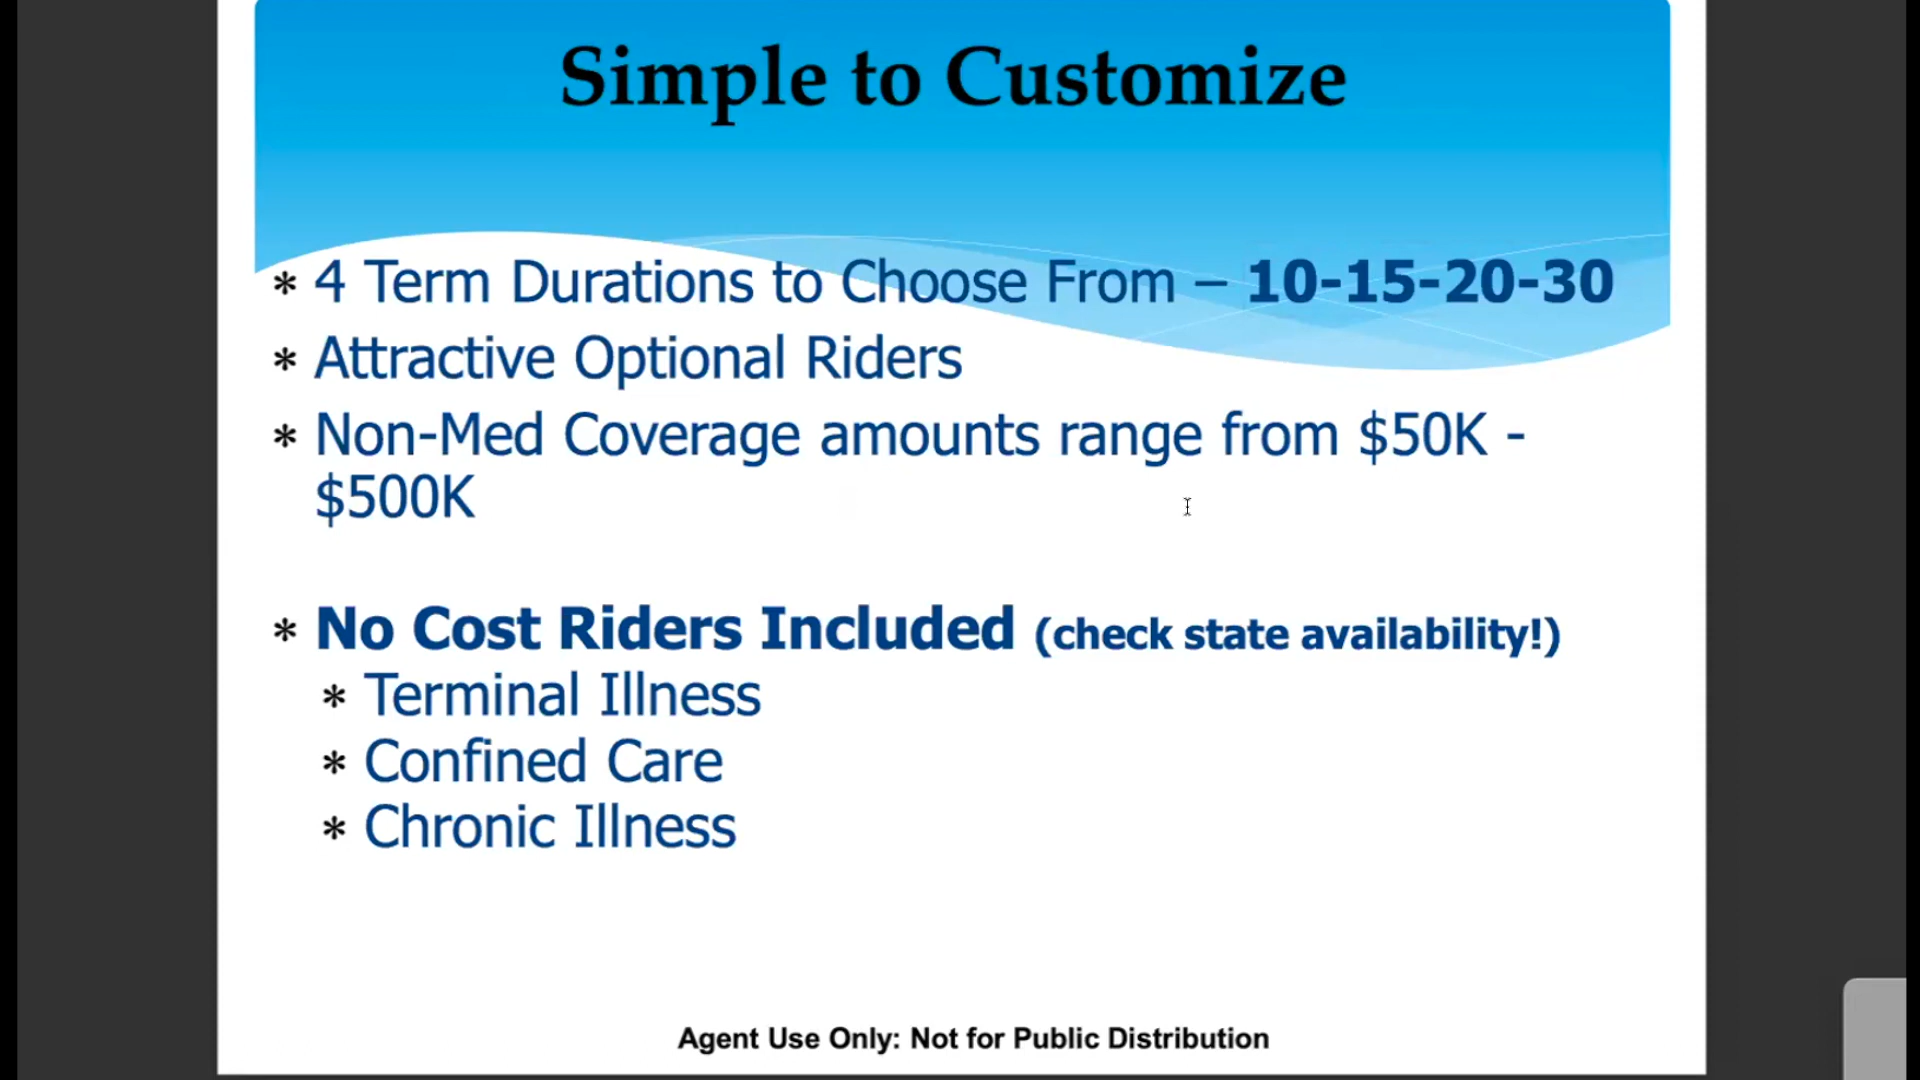 Simple to Customize
* 4 Term Durations to Choose From – 10-15-20-30
* Attractive Optional Riders
* Non-Med Coverage amounts range from $50K -
$500K
* No Cost Riders Included (check state availability!)
* Terminal Illness
* Confined Care
* Chronic Illness
Agent Use Only: Not for Public Distribution